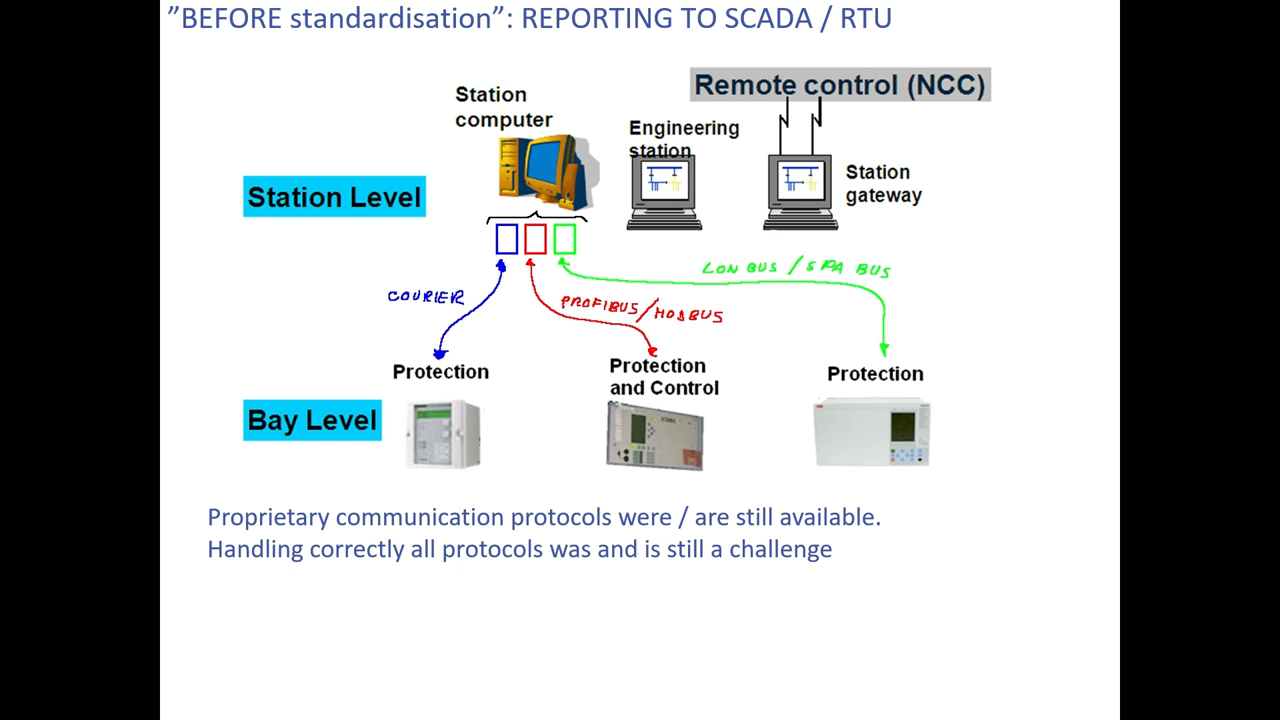 ”BEFORE standardisation”: REPORTING TO SCADA / RTU
Remote control (NCC)
Station
computer
Engineering
station
Station
gateway
Station Level
LON BUS / SPA BUS
COURIER
PROFIBUS/MODBUS
Protection
Protection
and Control
Protection
Bay Level
Proprietary communication protocols were / are still available.
Handling correctly all protocols was and is still a challenge